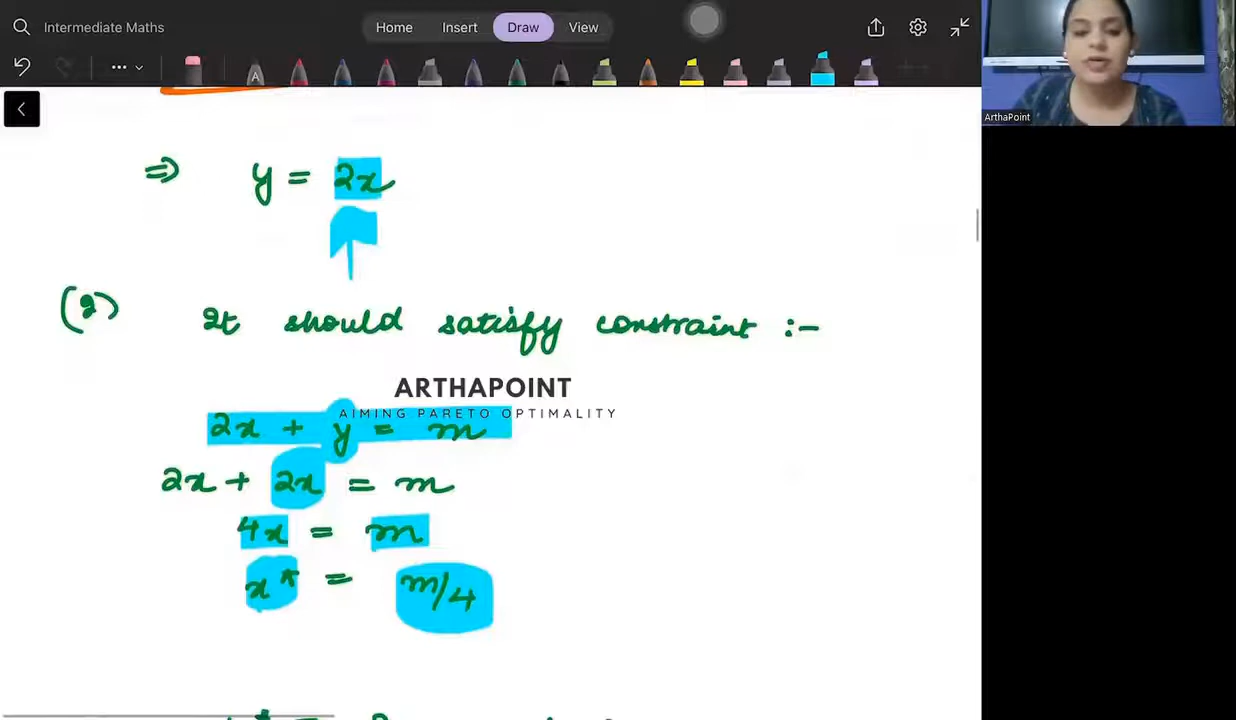 Intermediate Maths
Home Insert Draw View
A
ArthaPoint
⇒ y = 2x
(2) It should satisfy constraint :-
ARTHAPOINT
AIMING PARETO OPTIMALITY
2x + y = m
2x + 2x = m
4x = m
x* = m/4